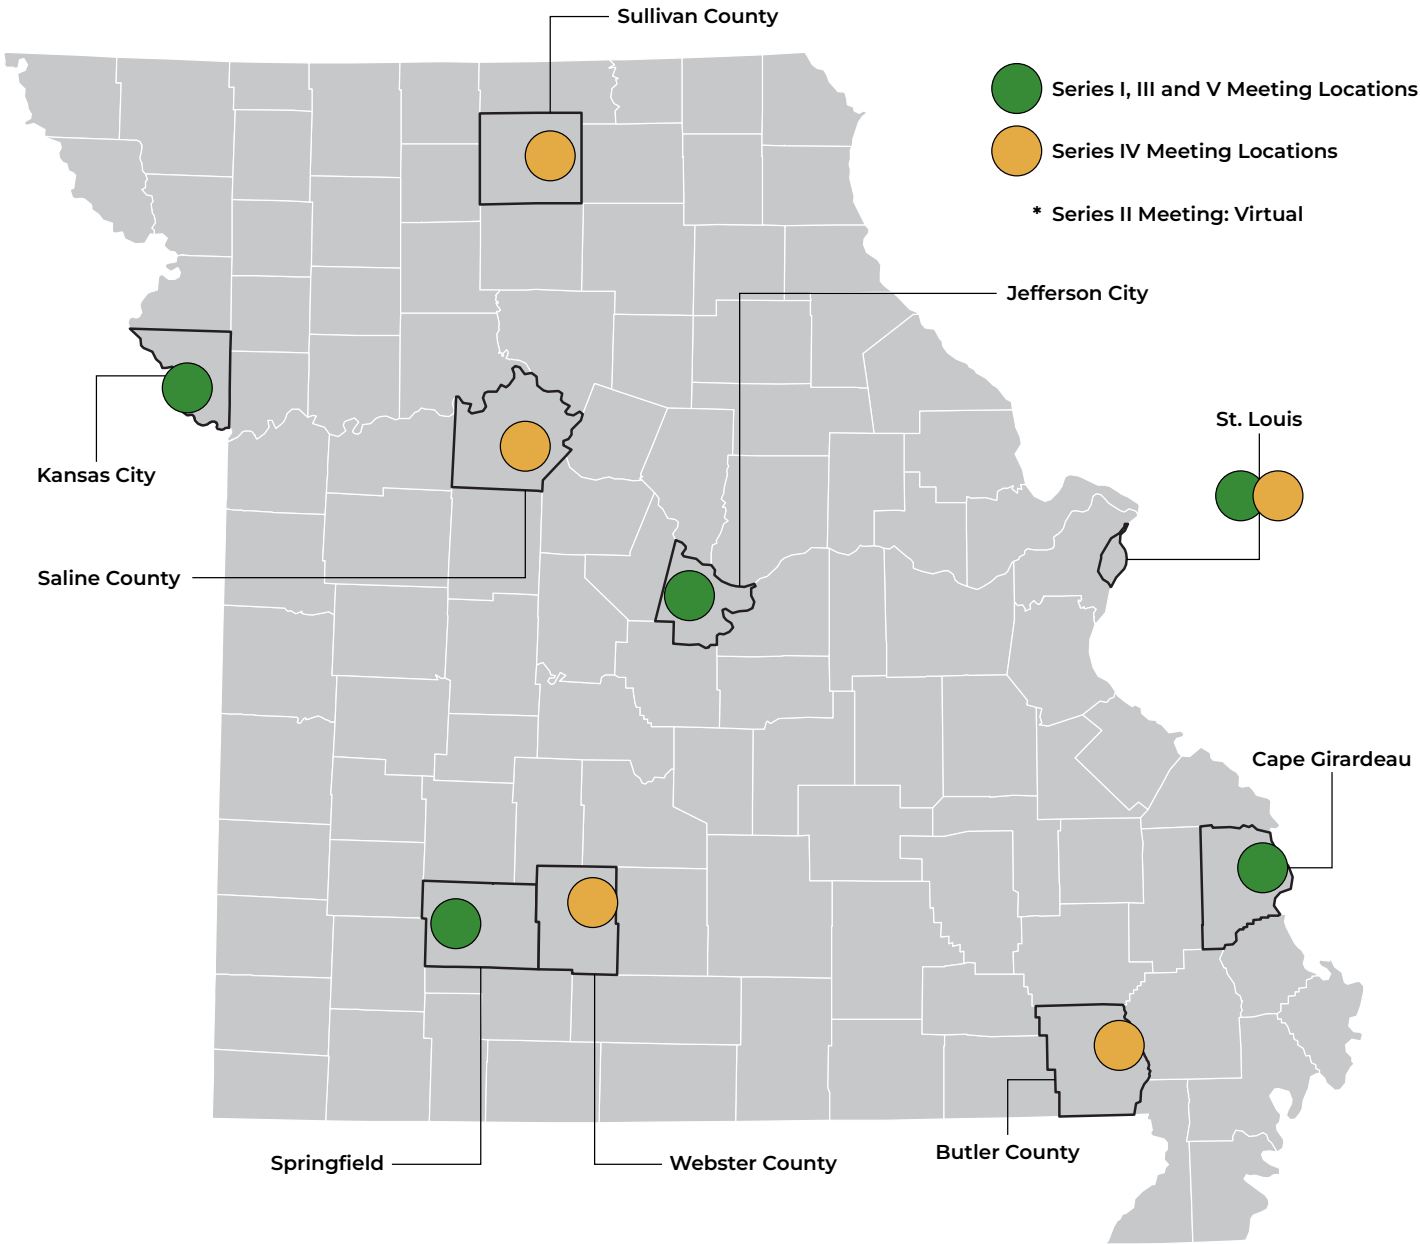 Sullivan County
Series I, III and V Meeting Locations
Series IV Meeting Locations
* Series II Meeting: Virtual
Jefferson City
St. Louis
Kansas City
Saline County
Cape Girardeau
Springfield
Webster County
Butler County